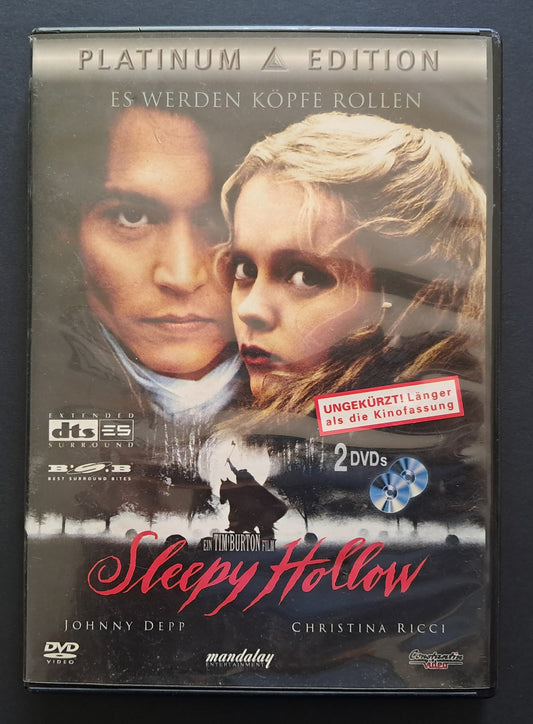 PLATINUM EDITION
ES WERDEN KÖPFE ROLLEN
UNGEKÜRZT! Länger
als die Kinofassung
EXTENDED
dts ES
SURROUND
2 DVDs
B.S.B
BEST SURROUND BITES
EIN TIM BURTON FILM
Sleepy Hollow
JOHNNY DEPP CHRISTINA RICCI
DVD
VIDEO
mandalay
ENTERTAINMENT
Constantin
Video